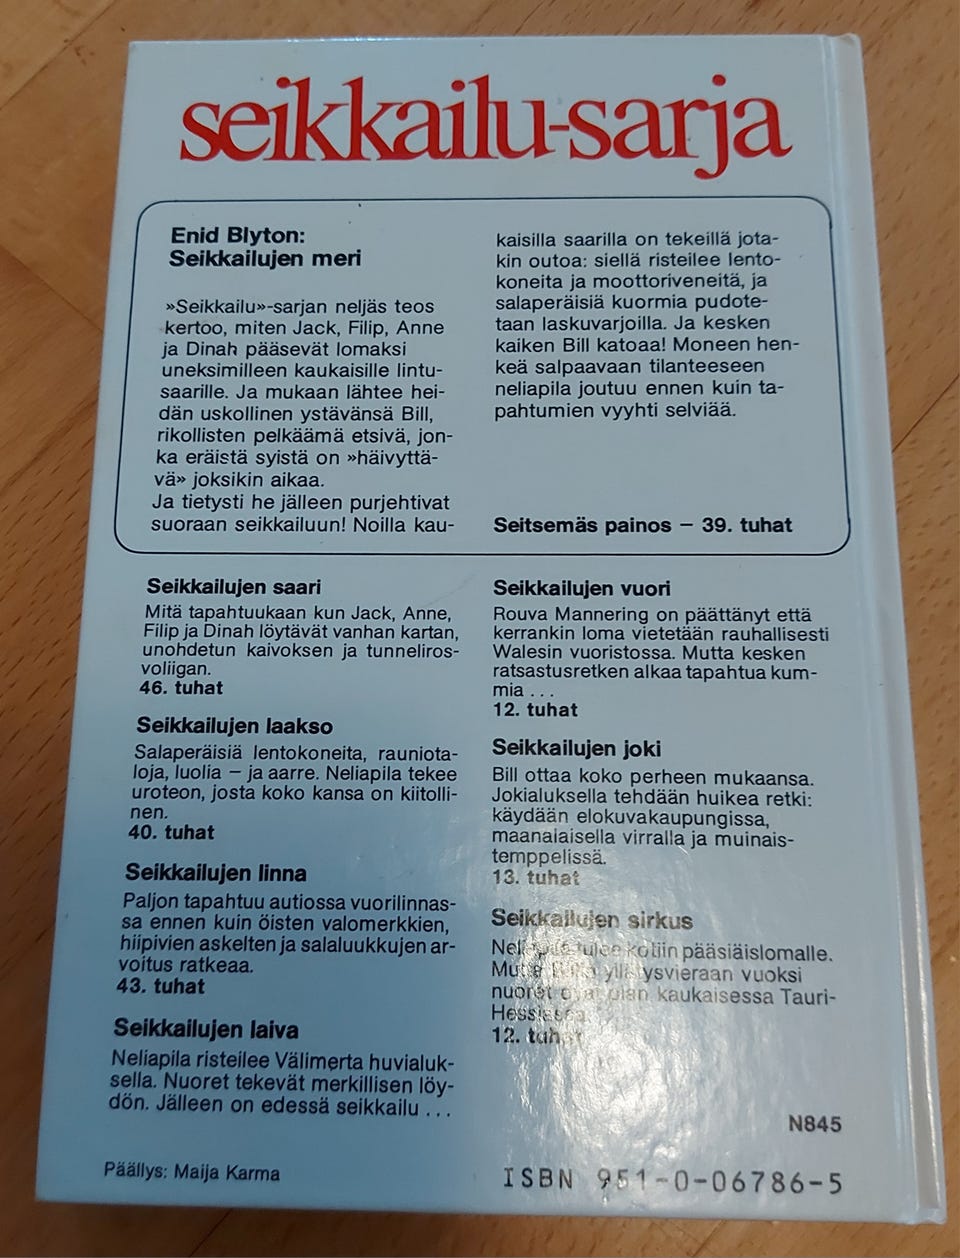 seikkailu-sarja
Enid Blyton:
Seikkailujen meri
»Seikkailu»-sarjan neljäs teos
kertoo, miten Jack, Filip, Anne
ja Dinah pääsevät lomaksi
uneksimilleen kaukaisille lintu-
saarille. Ja mukaan lähtee hei-
dän uskollinen ystävänsä Bill,
rikollisten pelkäämä etsivä, jon-
ka eräistä syistä on »häivyttä-
vä» joksikin aikaa.
Ja tietysti he jälleen purjehtivat
suoraan seikkailuun! Noilla kau-
kaisilla saarilla on tekeillä jota-
kin outoa: siellä risteilee lento-
koneita ja moottoriveneitä, ja
salaperäisiä kuormia pudote-
taan laskuvarjoilla. Ja kesken
kaiken Bill katoaa! Moneen hen-
keä salpaavaan tilanteeseen
neliapila joutuu ennen kuin ta-
pahtumien vyyhti selviää.
Seitsemäs painos – 39. tuhat
Seikkailujen saari
Mitä tapahtuukaan kun Jack, Anne,
Filip ja Dinah löytävät vanhan kartan,
unohdetun kaivoksen ja tunneliros-
voliigan.
46. tuhat
Seikkailujen laakso
Salaperäisiä lentokoneita, rauniota-
loja, luolia – ja aarre. Neliapila tekee
uroteon, josta koko kansa on kiitolli-
nen.
40. tuhat
Seikkailujen linna
Paljon tapahtuu autiossa vuorilinnas-
sa ennen kuin öisten valomerkkien,
hiipivien askelten ja salaluukkujen ar-
voitus ratkeaa.
43. tuhat
Seikkailujen laiva
Neliapila risteilee Välimerta huvialuk-
sella. Nuoret tekevät merkillisen löy-
dön. Jälleen on edessä seikkailu ...
Päällys: Maija Karma
Seikkailujen vuori
Rouva Mannering on päättänyt että
kerrankin loma vietetään rauhallisesti
Walesin vuoristossa. Mutta kesken
ratsastusretken alkaa tapahtua kum-
mia ...
12. tuhat
Seikkailujen joki
Bill ottaa koko perheen mukaansa.
Jokialuksella tehdään huikea retki:
käydään elokuvakaupungissa,
maanalaisella virralla ja muinais-
temppelissä.
13. tuhat
Seikkailujen sirkus
Neliapila tulee kotiin pääsiäislomalle.
Mutta yllätysvieraan vuoksi
nuoret ovat pian kaukaisessa Tauri-
Hessiassa.
12. tuhat
N845
ISBN 951-0-06786-5